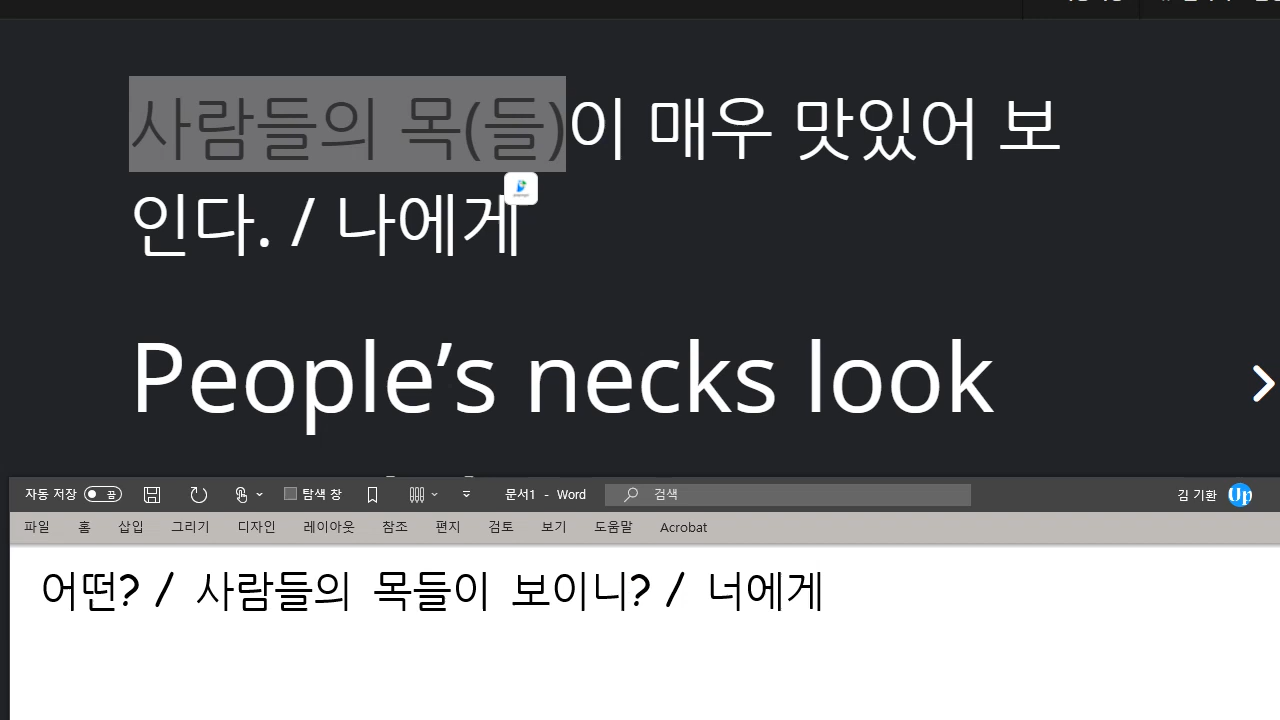 사람들의 목(들)이 매우 맛있어 보
인다. / 나에게
People's necks look
자동 저장 끔 탐색 창 문서1 - Word 검색 김 기환 Up
파일 홈 삽입 그리기 디자인 레이아웃 참조 편지 검토 보기 도움말 Acrobat
어떤? / 사람들의 목들이 보이니? / 너에게